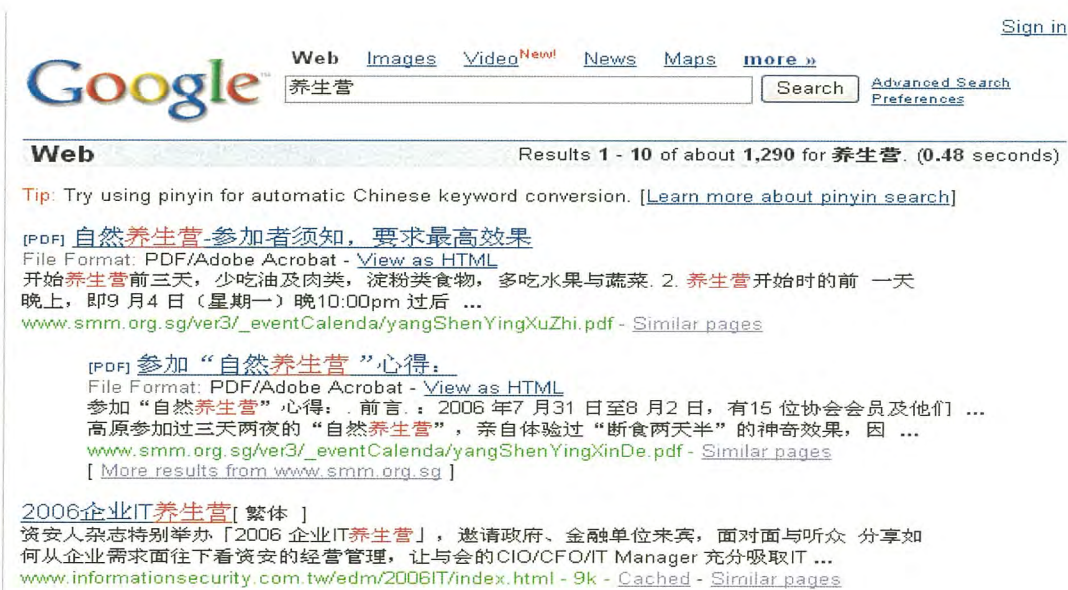 Sign in
Google™ Web Images Video New! News Maps more »
养生营 Search Advanced Search
Preferences
Web Results 1 - 10 of about 1,290 for 养生营. (0.48 seconds)
Tip: Try using pinyin for automatic Chinese keyword conversion. [Learn more about pinyin search]
[PDF] 自然养生营-参加者须知，要求最高效果
File Format: PDF/Adobe Acrobat - View as HTML
开始养生营前三天，少吃油及肉类，淀粉类食物，多吃水果与蔬菜. 2. 养生营开始时的前 一天
晚上，即9 月4 日（星期一）晚10:00pm 过后 ...
www.smm.org.sg/ver3/_eventCalenda/yangShenYingXuZhi.pdf - Similar pages
[PDF] 参加“自然养生营 ”心得：
File Format: PDF/Adobe Acrobat - View as HTML
参加“自然养生营”心得：. 前言. ：2006 年7 月31 日至8 月2 日，有15 位协会会员及他们 ...
高原参加过三天两夜的“自然养生营”，亲自体验过“断食两天半”的神奇效果，因 ...
www.smm.org.sg/ver3/_eventCalenda/yangShenYingXinDe.pdf - Similar pages
[ More results from www.smm.org.sg ]
2006企业IT养生营[ 繁体 ]
资安人杂志特别举办「2006 企业IT养生营」，邀请政府、金融单位来宾，面对面与听众 分享如
何从企业需求面往下看资安的经营管理，让与会的CIO/CFO/IT Manager 充分吸取IT ...
www.informationsecurity.com.tw/edm/2006IT/index.html - 9k - Cached - Similar pages